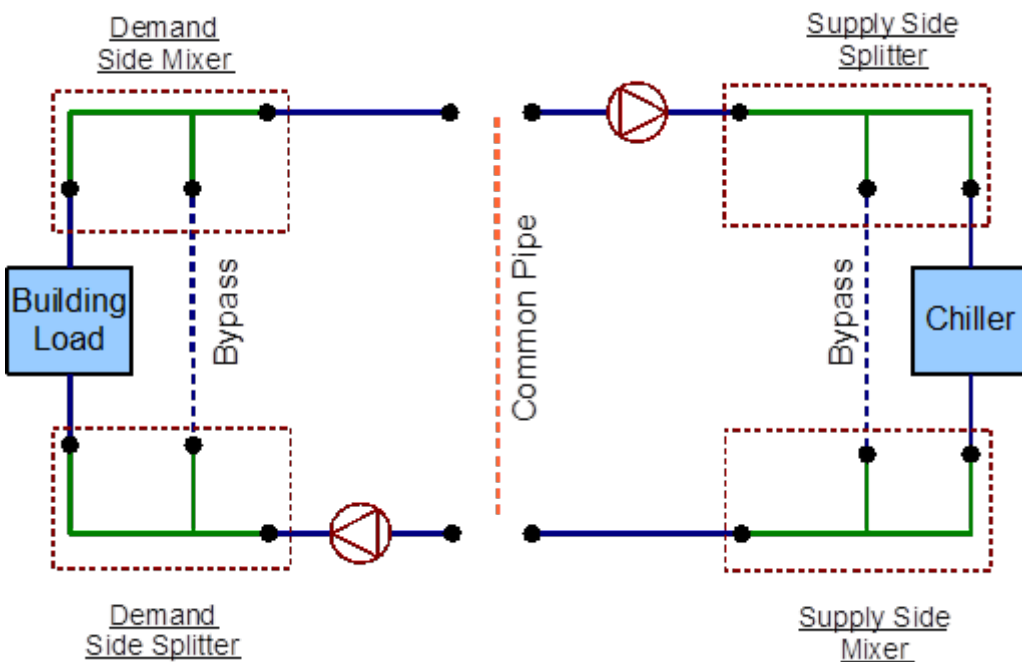 Demand
Side Mixer
Supply Side
Splitter
Building
Load
Bypass
Common Pipe
Bypass
Chiller
Demand
Side Splitter
Supply Side
Mixer